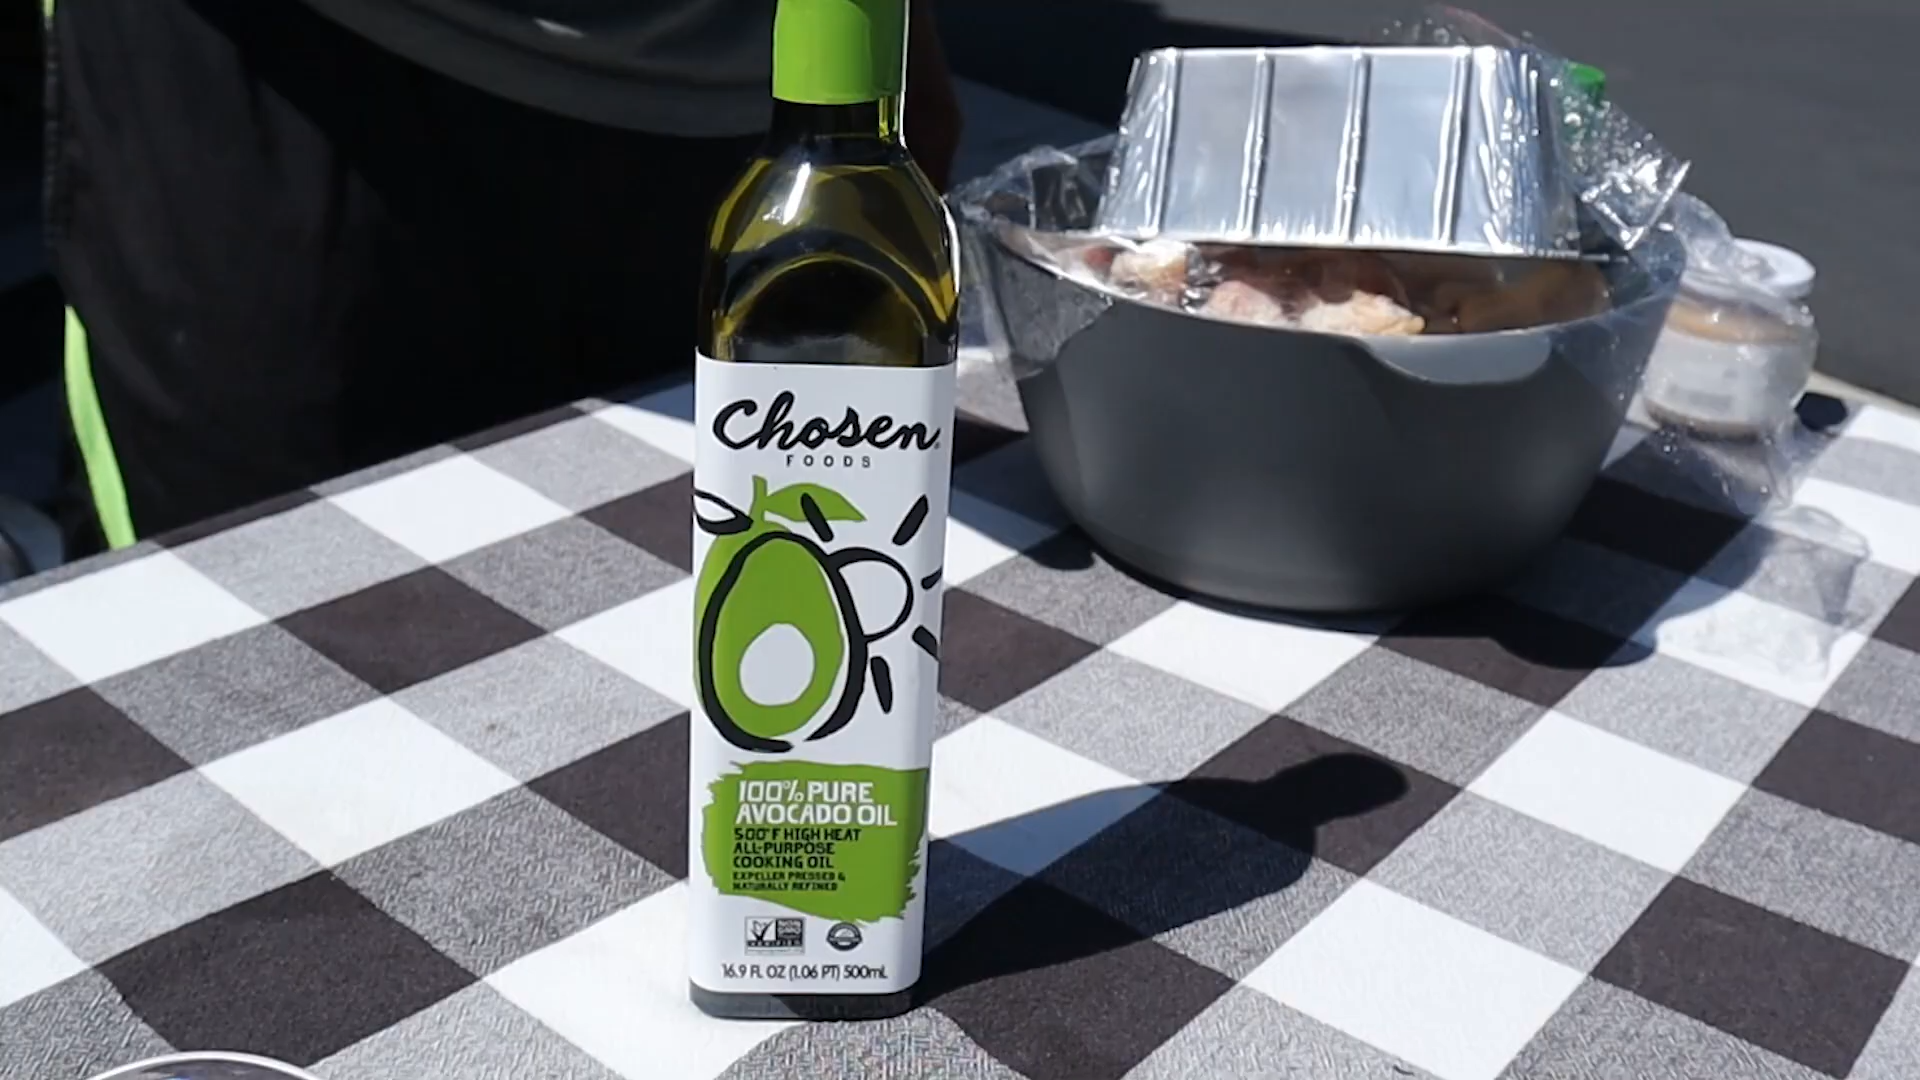 Chosen
FOODS
100% PURE
AVOCADO OIL
500°F HIGH HEAT
ALL-PURPOSE
COOKING OIL
EXPELLER PRESSED &
NATURALLY REFINED
VERIFIED
16.9 FL OZ (1.06 PT) 500mL